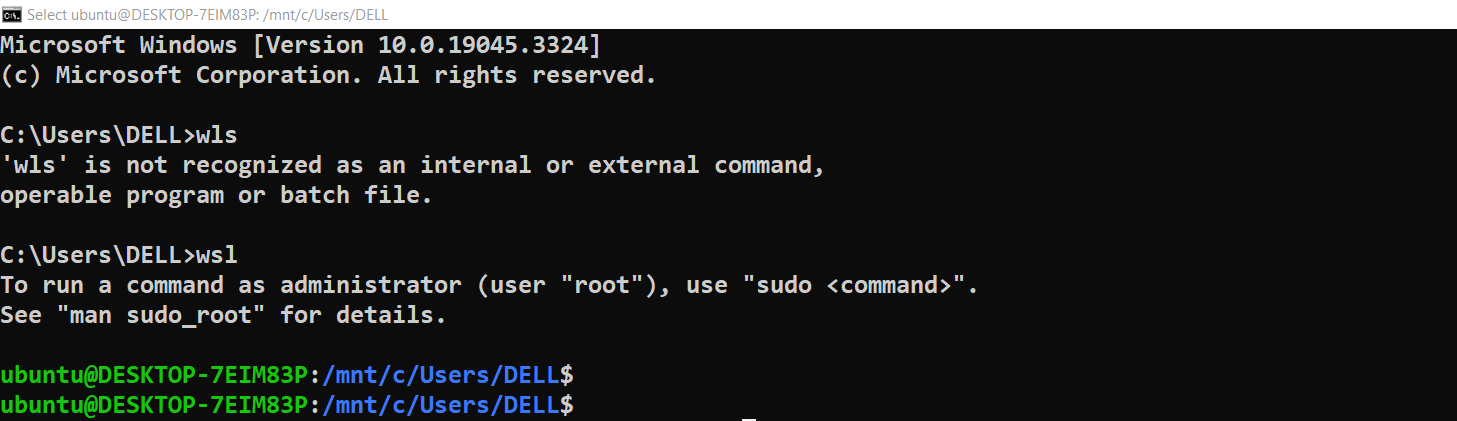 Select ubuntu@DESKTOP-7EIM83P: /mnt/c/Users/DELL
Microsoft Windows [Version 10.0.19045.3324]
(c) Microsoft Corporation. All rights reserved.
C:\Users\DELL>wls
'wls' is not recognized as an internal or external command,
operable program or batch file.
C:\Users\DELL>wsl
To run a command as administrator (user "root"), use "sudo <command>".
See "man sudo_root" for details.
ubuntu@DESKTOP-7EIM83P:/mnt/c/Users/DELL$
ubuntu@DESKTOP-7EIM83P:/mnt/c/Users/DELL$